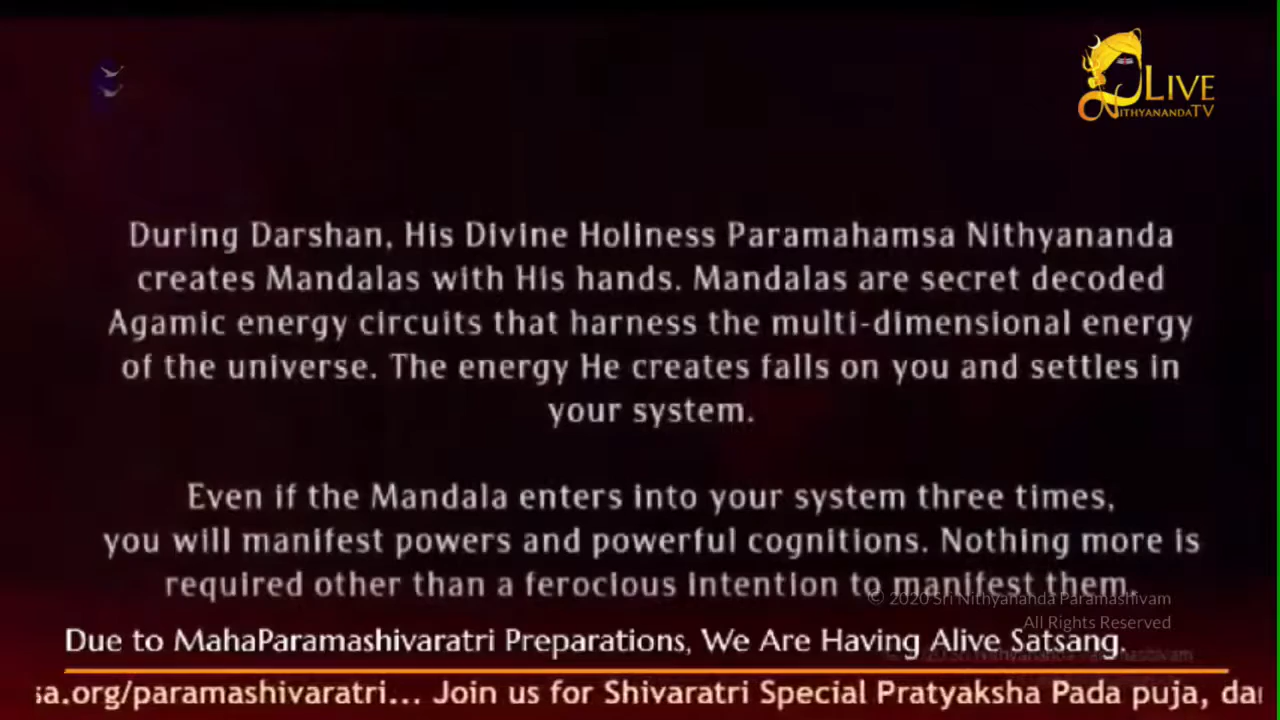 LIVE
NITHYANANDA TV
During Darshan, His Divine Holiness Paramahamsa Nithyananda
creates Mandalas with His hands. Mandalas are secret decoded
Agamic energy circuits that harness the multi-dimensional energy
of the universe. The energy He creates falls on you and settles in
your system.
Even if the Mandala enters into your system three times,
you will manifest powers and powerful cognitions. Nothing more is
required other than a ferocious intention to manifest them.
© 2020 Sri Nithyananda Paramashivam
All Rights Reserved
Due to MahaParamashivaratri Preparations, We Are Having Alive Satsang.
sa.org/paramashivaratri... Join us for Shivaratri Special Pratyaksha Pada puja,